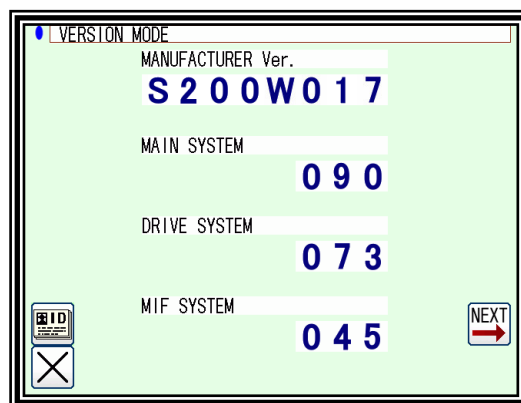 VERSION MODE
MANUFACTURER Ver.
S200W017
MAIN SYSTEM
090
DRIVE SYSTEM
073
MIF SYSTEM
045
ID
NEXT